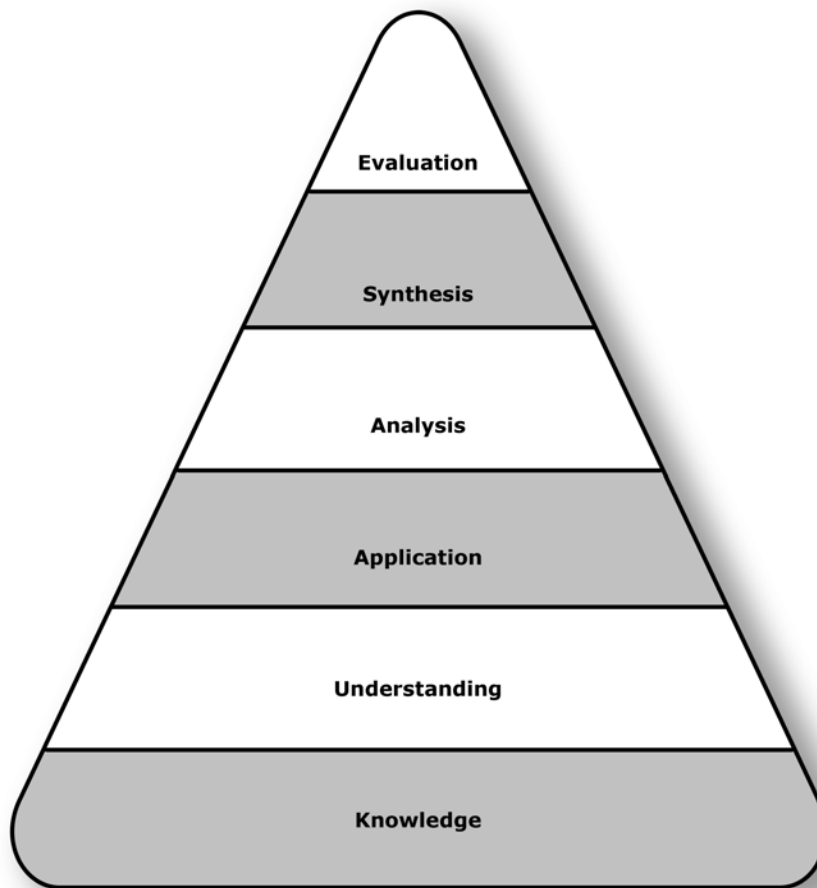 Evaluation
Synthesis
Analysis
Application
Understanding
Knowledge